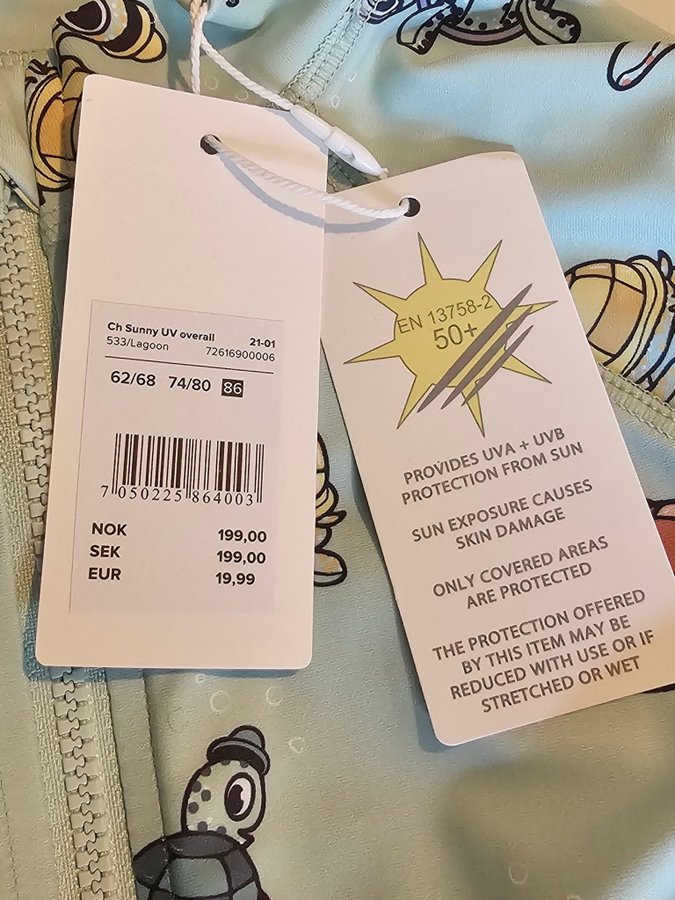 Ch Sunny UV overall 21-01
533/Lagoon 72616900006
62/68 74/80 86
7 050225 864003
NOK 199,00
SEK 199,00
EUR 19,99
EN 13758-2
50+
PROVIDES UVA + UVB
PROTECTION FROM SUN
SUN EXPOSURE CAUSES
SKIN DAMAGE
ONLY COVERED AREAS
ARE PROTECTED
THE PROTECTION OFFERED
BY THIS ITEM MAY BE
REDUCED WITH USE OR IF
STRETCHED OR WET